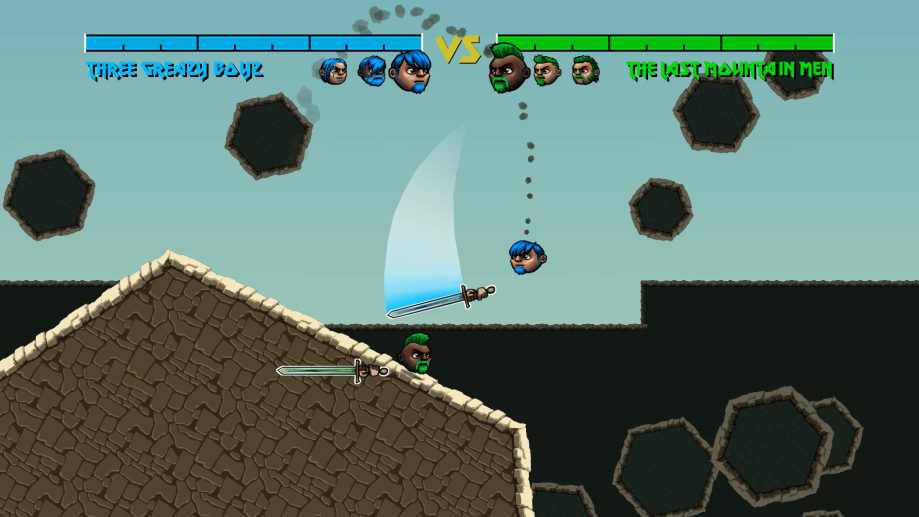 VS
THREE GREAZY BOYZ
THE LAST MOUNTAIN MEN